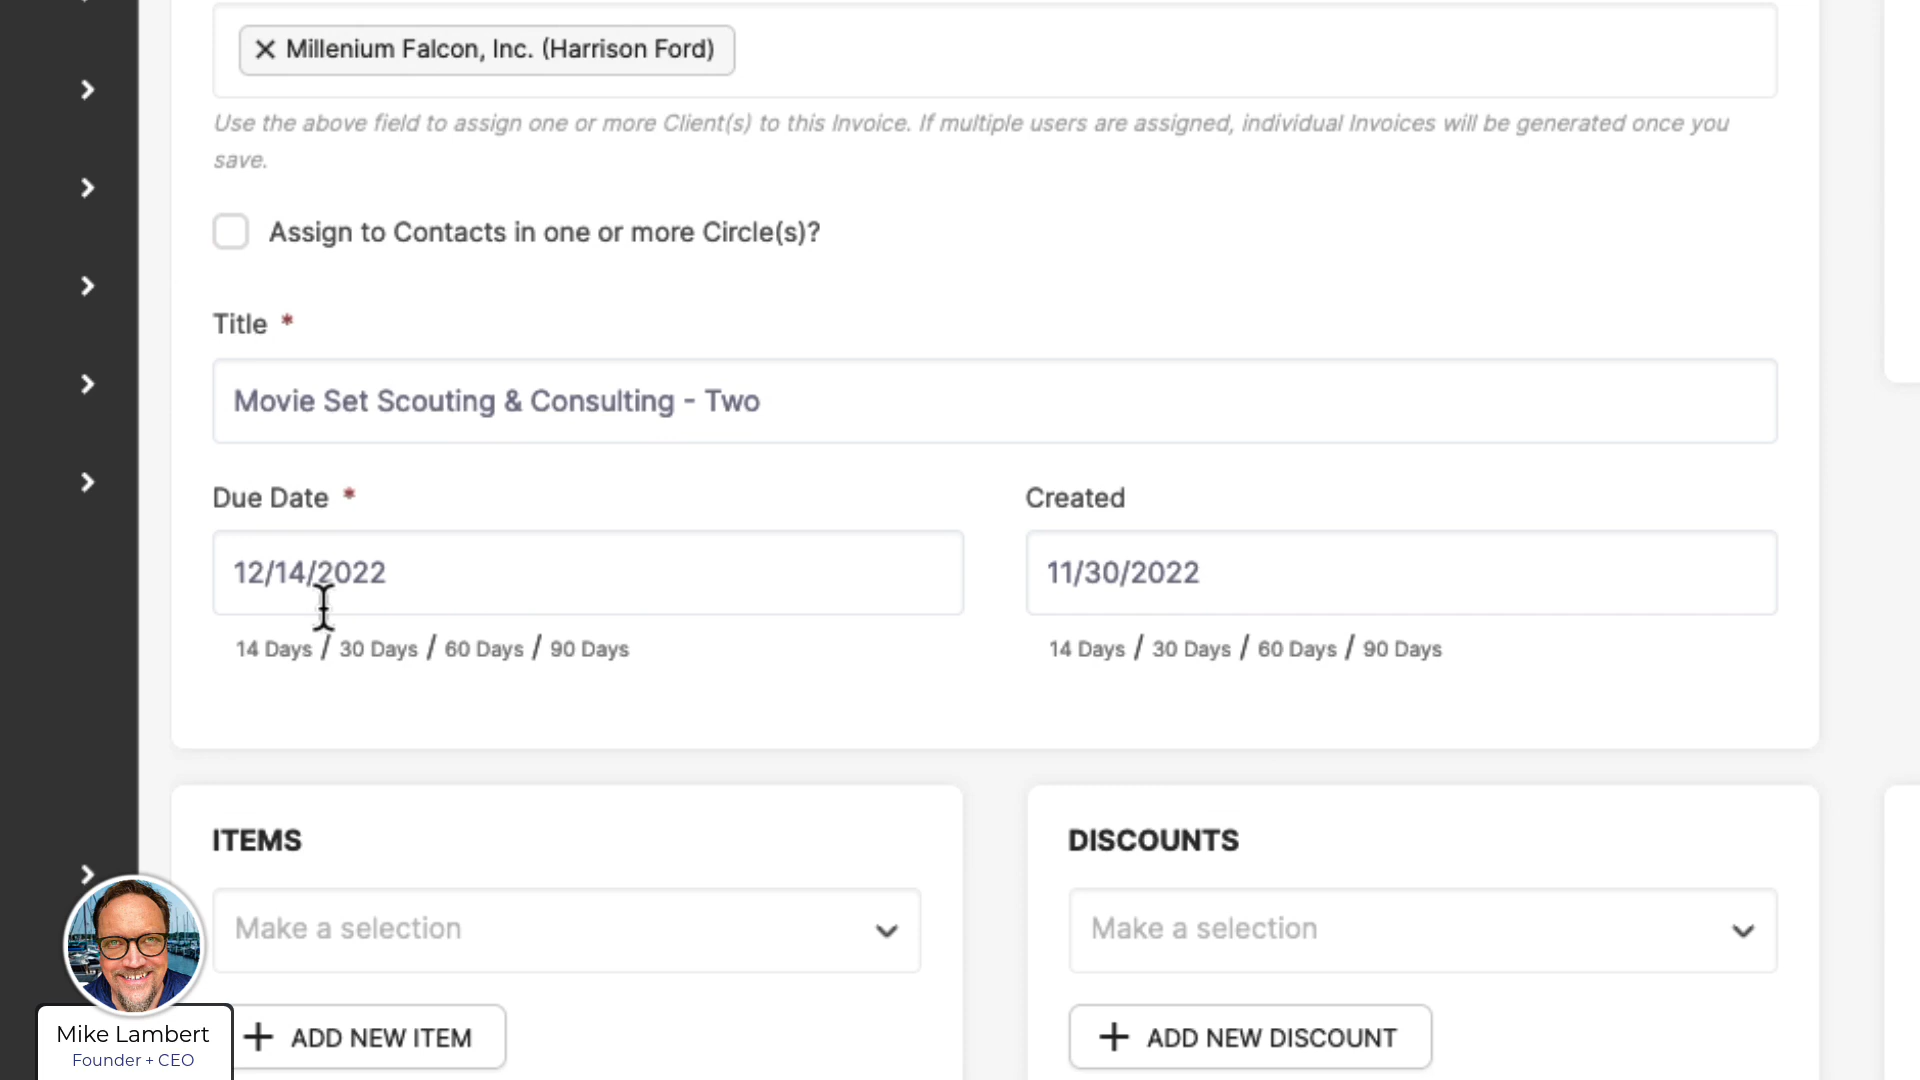 Millenium Falcon, Inc. (Harrison Ford)
Use the above field to assign one or more Client(s) to this Invoice. If multiple users are assigned, individual Invoices will be generated once you
save.
Assign to Contacts in one or more Circle(s)?
Title *
Movie Set Scouting & Consulting - Two
Due Date *
Created
12/14/2022
11/30/2022
14 Days / 30 Days / 60 Days / 90 Days
14 Days / 30 Days / 60 Days / 90 Days
ITEMS
DISCOUNTS
Make a selection
Make a selection
ADD NEW ITEM
ADD NEW DISCOUNT
Mike Lambert
Founder + CEO